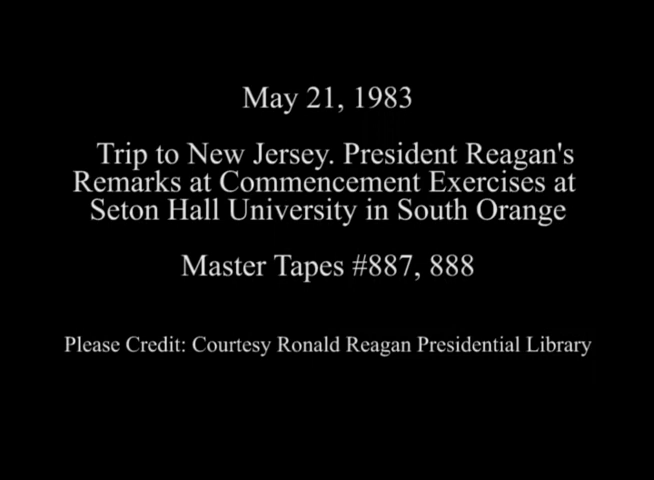 May 21, 1983
Trip to New Jersey. President Reagan's
Remarks at Commencement Exercises at
Seton Hall University in South Orange
Master Tapes #887, 888
Please Credit: Courtesy Ronald Reagan Presidential Library